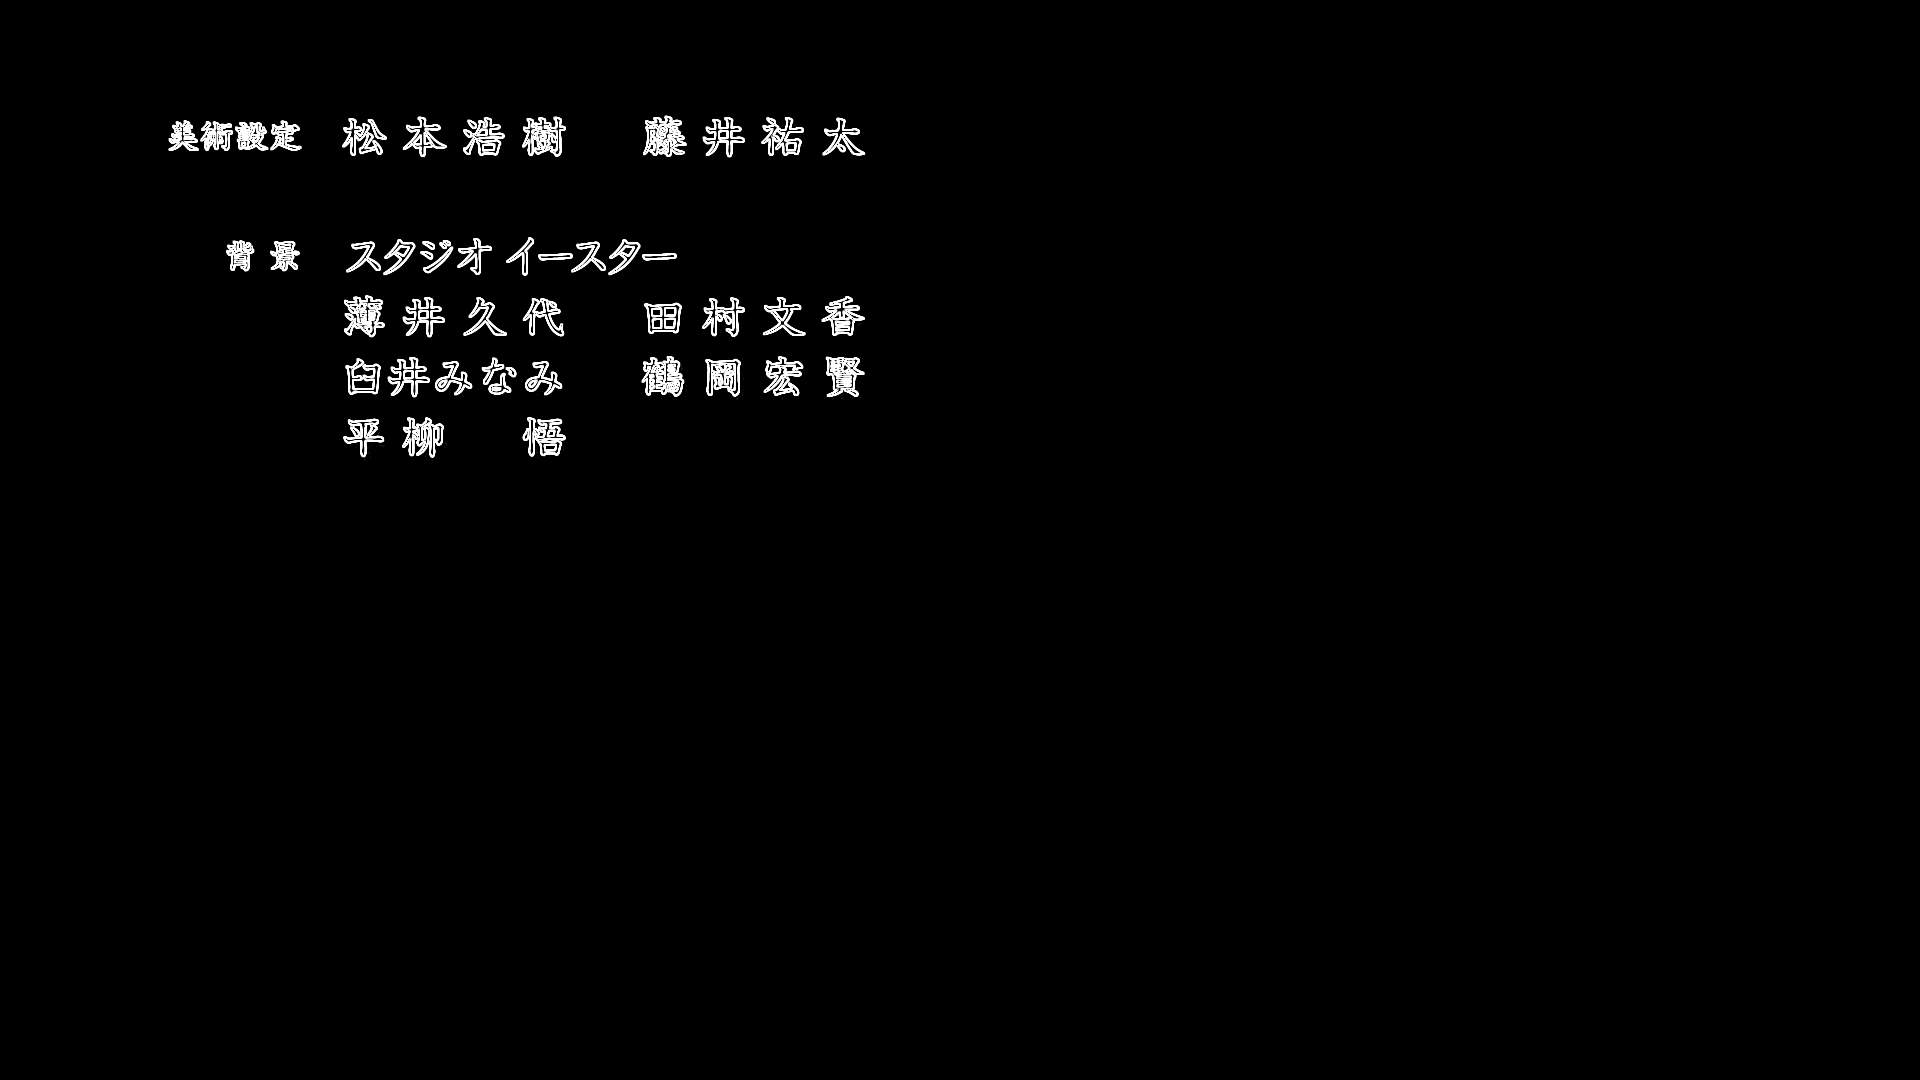 美術設定 松本浩樹 藤井祐太
背景 スタジオ イースター
薄井久代 田村文香
臼井みなみ 鶴岡宏賢
平柳 悟